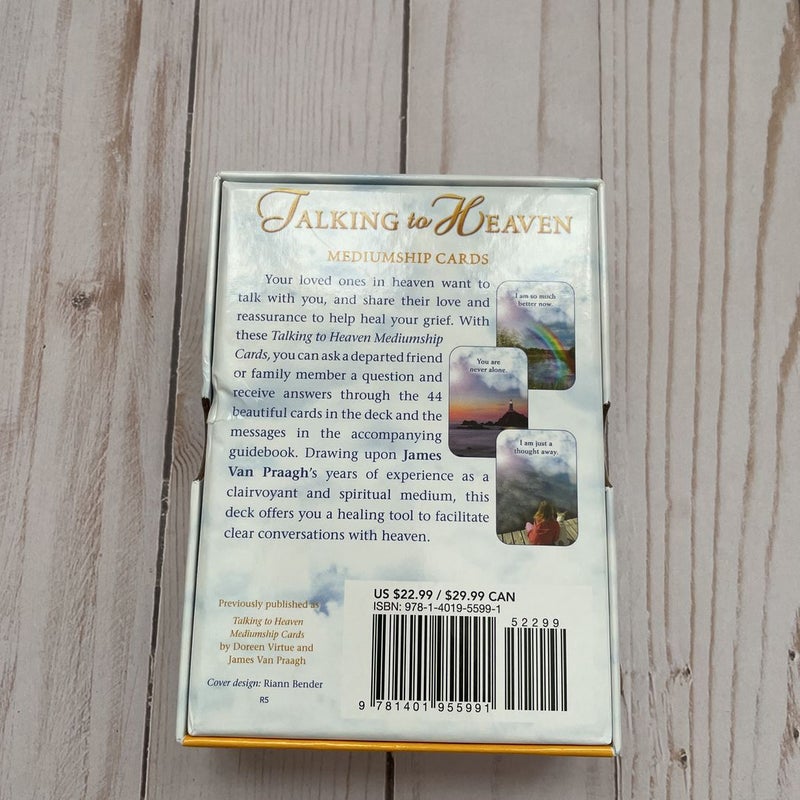 TALKING to HEAVEN
MEDIUMSHIP CARDS
Your loved ones in heaven want to
talk with you, and share their love and
reassurance to help heal your grief. With
these Talking to Heaven Mediumship
Cards, you can ask a departed friend
or family member a question and
receive answers through the 44
beautiful cards in the deck and the
messages in the accompanying
guidebook. Drawing upon James
Van Praagh's years of experience as a
clairvoyant and spiritual medium, this
deck offers you a healing tool to facilitate
clear conversations with heaven.
I am so much
better now.
You are
never alone.
I am just a
thought away.
Previously published as
Talking to Heaven
Mediumship Cards
by Doreen Virtue and
James Van Praagh
Cover design: Riann Bender
R5
US $22.99 / $29.99 CAN
ISBN: 978-1-4019-5599-1
52299
9 781401 955991